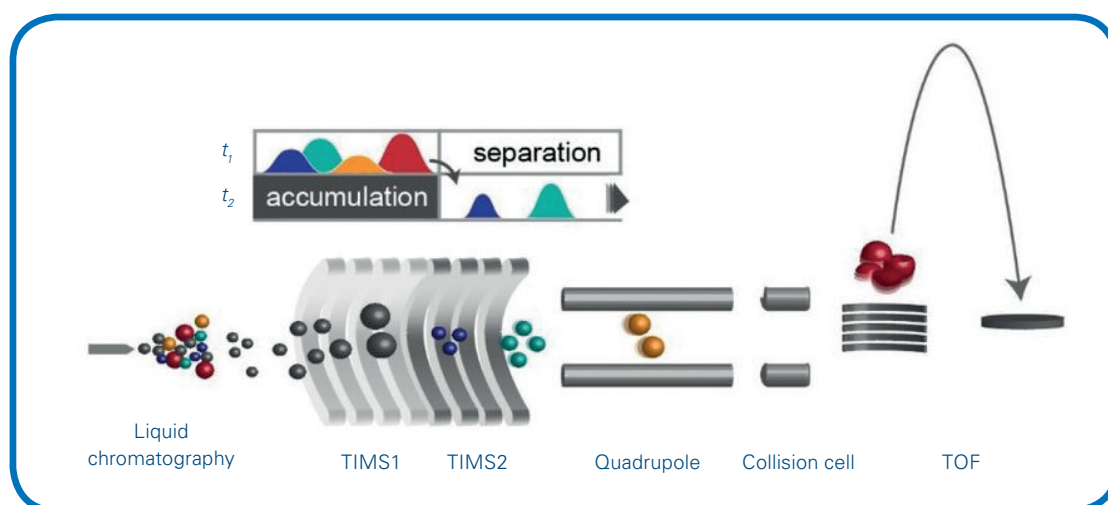 t1
separation
t2
accumulation
Liquid
chromatography
TIMS1
TIMS2
Quadrupole
Collision cell
TOF